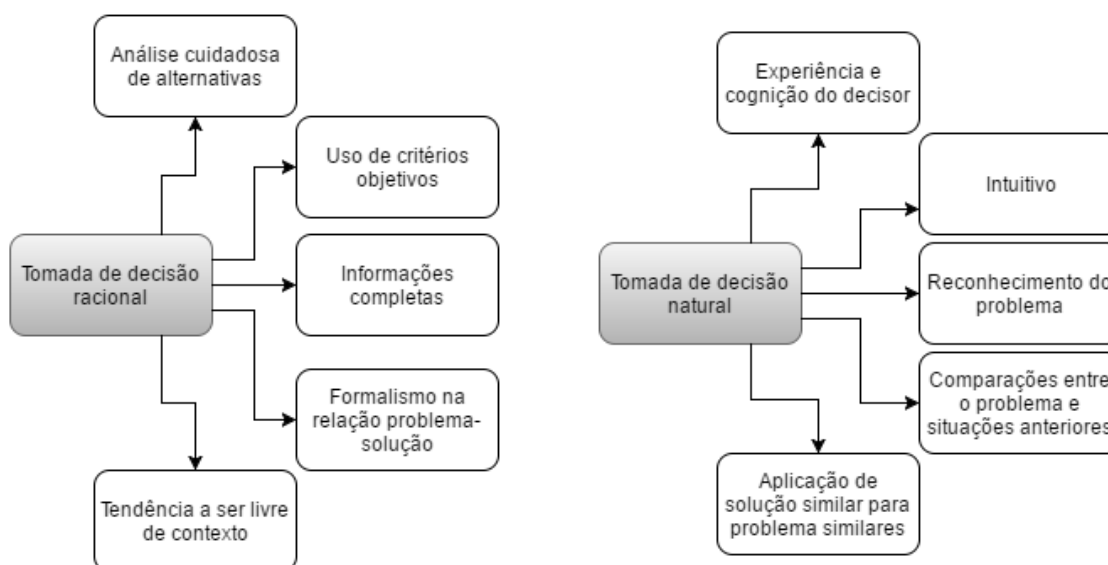 Análise cuidadosa
de alternativas
Uso de critérios
objetivos
Tomada de decisão
racional
Informações
completas
Formalismo na
relação problema-
solução
Tendência a ser livre
de contexto
Experiência e
cognição do decisor
Intuitivo
Tomada de decisão
natural
Reconhecimento do
problema
Comparações entre
o problema e
situações anteriores
Aplicação de
solução similar para
problema similares